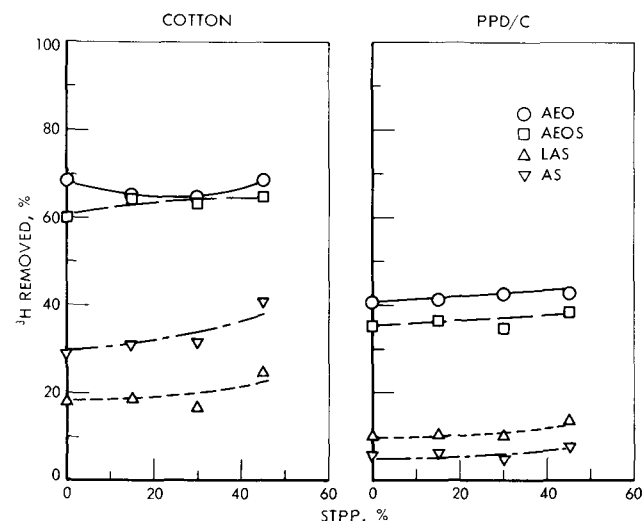 COTTON
PPD/C
100
80
60
40
20
0
³H REMOVED, %
AEO
AEOS
LAS
AS
0 20 40 60
0 20 40 60
STPP, %